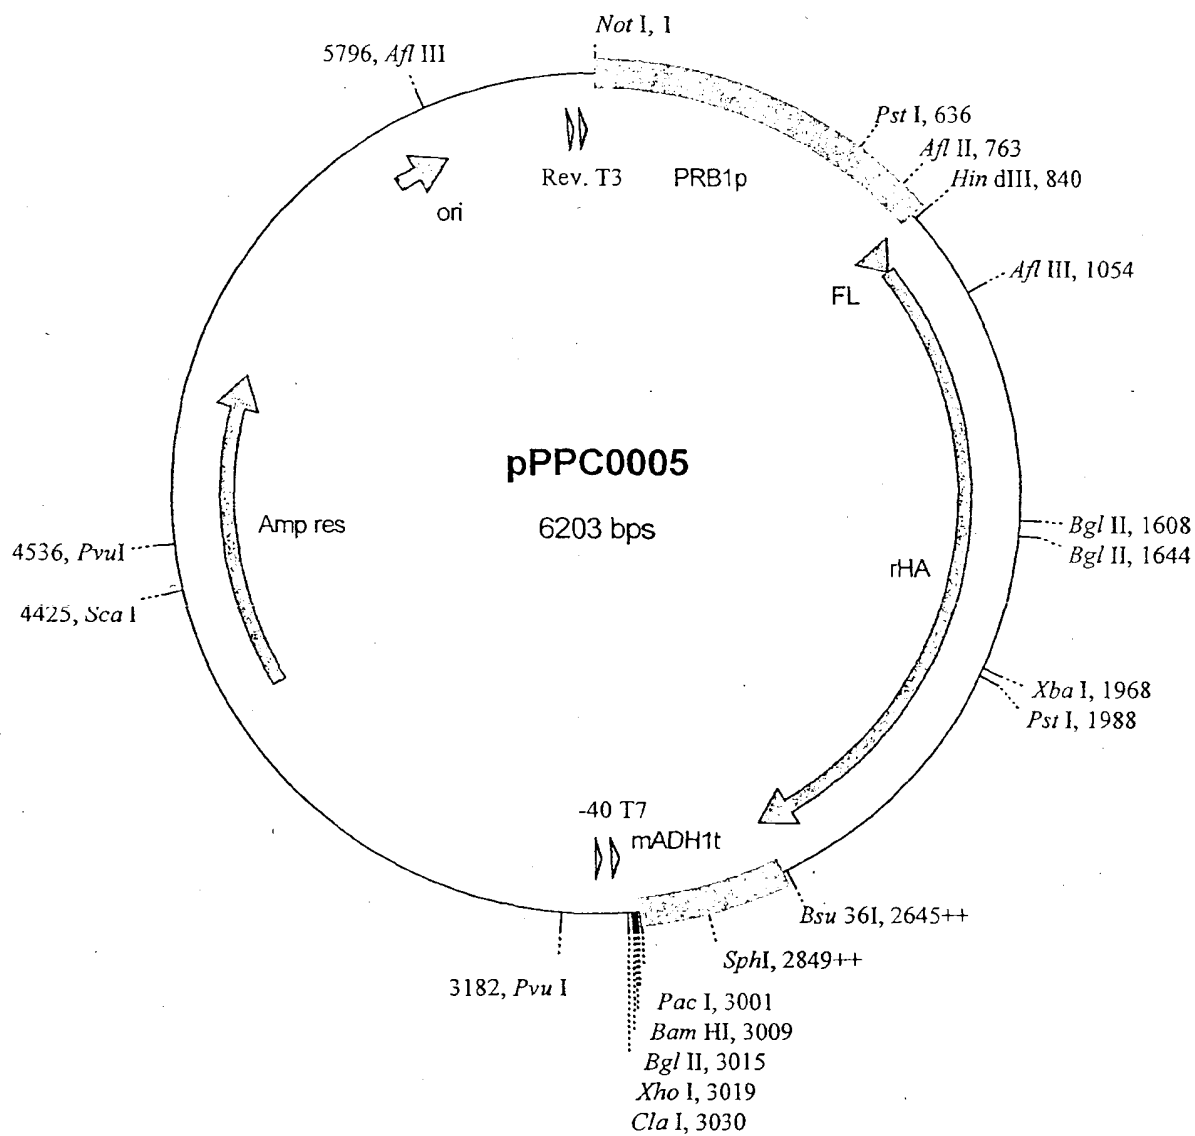 Not I, 1
5796, Afl III
Pst I, 636
Afl II, 763
Hin dIII, 840
Rev. T3
PRB1p
ori
Afl III, 1054
FL
pPPC0005
6203 bps
Amp res
4536, PvuI
4425, Sca I
Bgl II, 1608
Bgl II, 1644
rHA
Xba I, 1968
Pst I, 1988
-40 T7
mADH1t
Bsu 36I, 2645++
SphI, 2849++
3182, Pvu I
Pac I, 3001
Bam HI, 3009
Bgl II, 3015
Xho I, 3019
Cla I, 3030